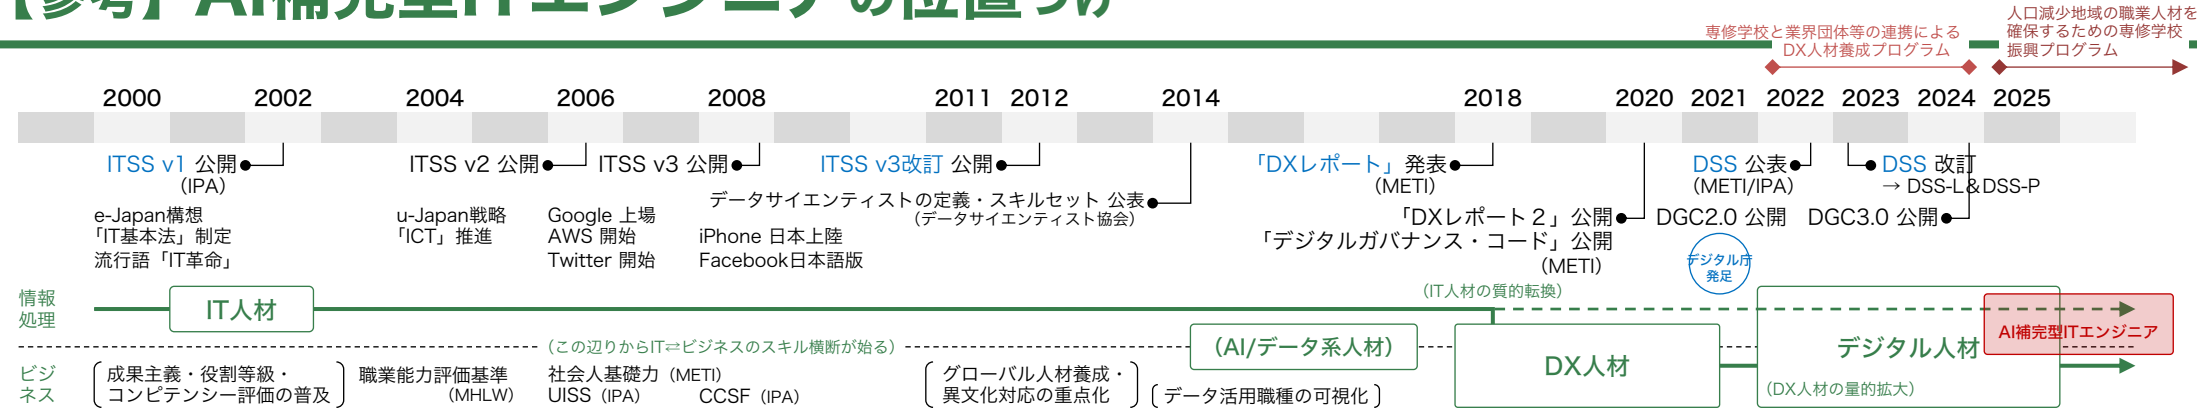 【参考】AI補完型ITエンジニアの位置づけ
専修学校と業界団体等の連携による
DX人材養成プログラム
人口減少地域の職業人材を
確保するための専修学校
振興プログラム
2000 2002 2004 2006 2008 2011 2012 2014 2018 2020 2021 2022 2023 2024 2025
ITSS v1 公開
（IPA）
ITSS v2 公開
ITSS v3 公開
ITSS v3改訂 公開
「DXレポート」発表
（METI）
DSS 公表
（METI/IPA）
DSS 改訂
→ DSS-L＆DSS-P
データサイエンティストの定義・スキルセット 公表
（データサイエンティスト協会）
「DXレポート２」公開
「デジタルガバナンス・コード」公開
（METI）
DGC2.0 公開
DGC3.0 公開
デジタル庁
発足
e-Japan構想
「IT基本法」制定
流行語「IT革命」
u-Japan戦略
「ICT」推進
Google 上場
AWS 開始
Twitter 開始
iPhone 日本上陸
Facebook日本語版
情報
処理
IT人材
（IT人材の質的転換）
（この辺りからIT⇄ビジネスのスキル横断が始る）
（AI/データ系人材）
DX人材
デジタル人材
（DX人材の量的拡大）
AI補完型ITエンジニア
ビジ
ネス
成果主義・役割等級・
コンピテンシー評価の普及
職業能力評価基準
（MHLW）
社会人基礎力（METI）
UISS（IPA）
CCSF（IPA）
グローバル人材養成・
異文化対応の重点化
データ活用職種の可視化